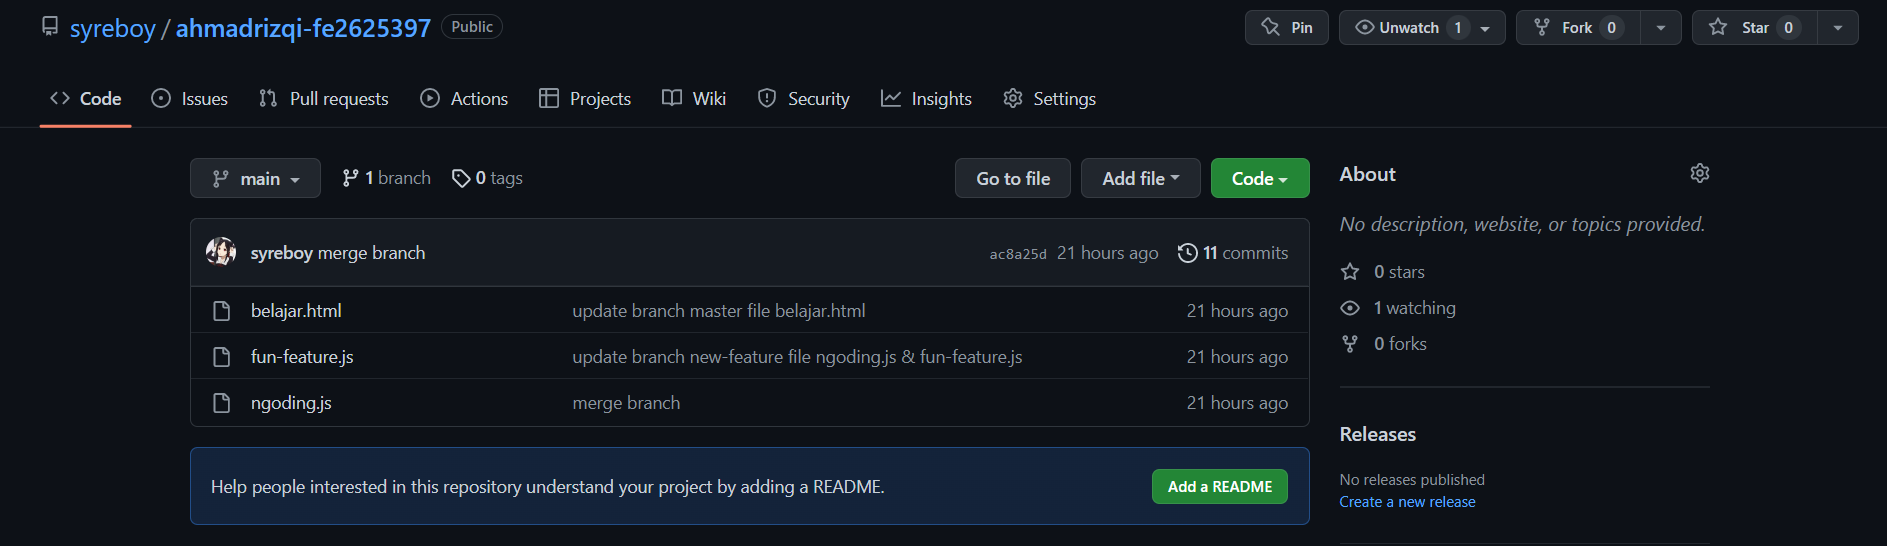 syreboy / ahmadrizqi-fe2625397 Public Pin Unwatch 1 Fork 0 Star 0
Code Issues Pull requests Actions Projects Wiki Security Insights Settings
main 1 branch 0 tags Go to file Add file Code
syreboy merge branch ac8a25d 21 hours ago 11 commits
belajar.html update branch master file belajar.html 21 hours ago
fun-feature.js update branch new-feature file ngoding.js & fun-feature.js 21 hours ago
ngoding.js merge branch 21 hours ago
Help people interested in this repository understand your project by adding a README. Add a README
About
No description, website, or topics provided.
0 stars
1 watching
0 forks
Releases
No releases published
Create a new release